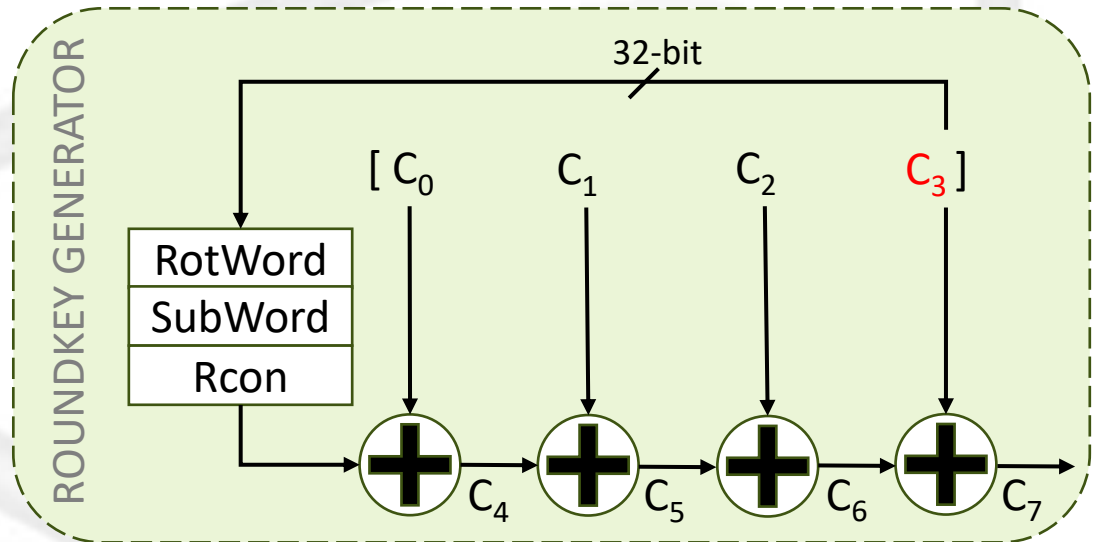 ROUNDKEY GENERATOR
32-bit
[ C₀ C₁ C₂ C₃ ]
RotWord
SubWord
Rcon
C₄ C₅ C₆ C₇